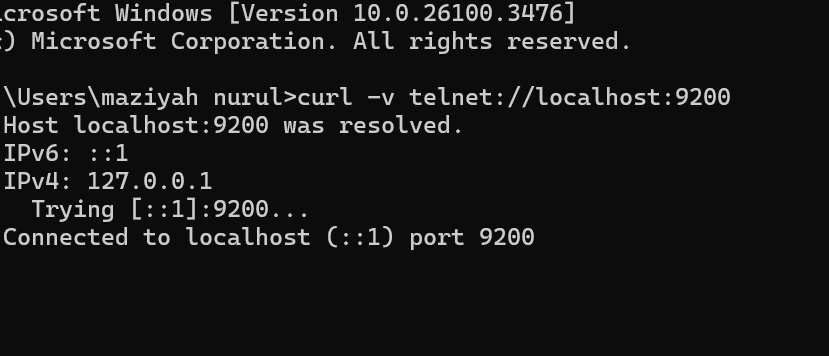 crosoft Windows [Version 10.0.26100.3476]
) Microsoft Corporation. All rights reserved.
\Users\maziyah nurul>curl -v telnet://localhost:9200
Host localhost:9200 was resolved.
IPv6: ::1
IPv4: 127.0.0.1
Trying [::1]:9200...
Connected to localhost (::1) port 9200